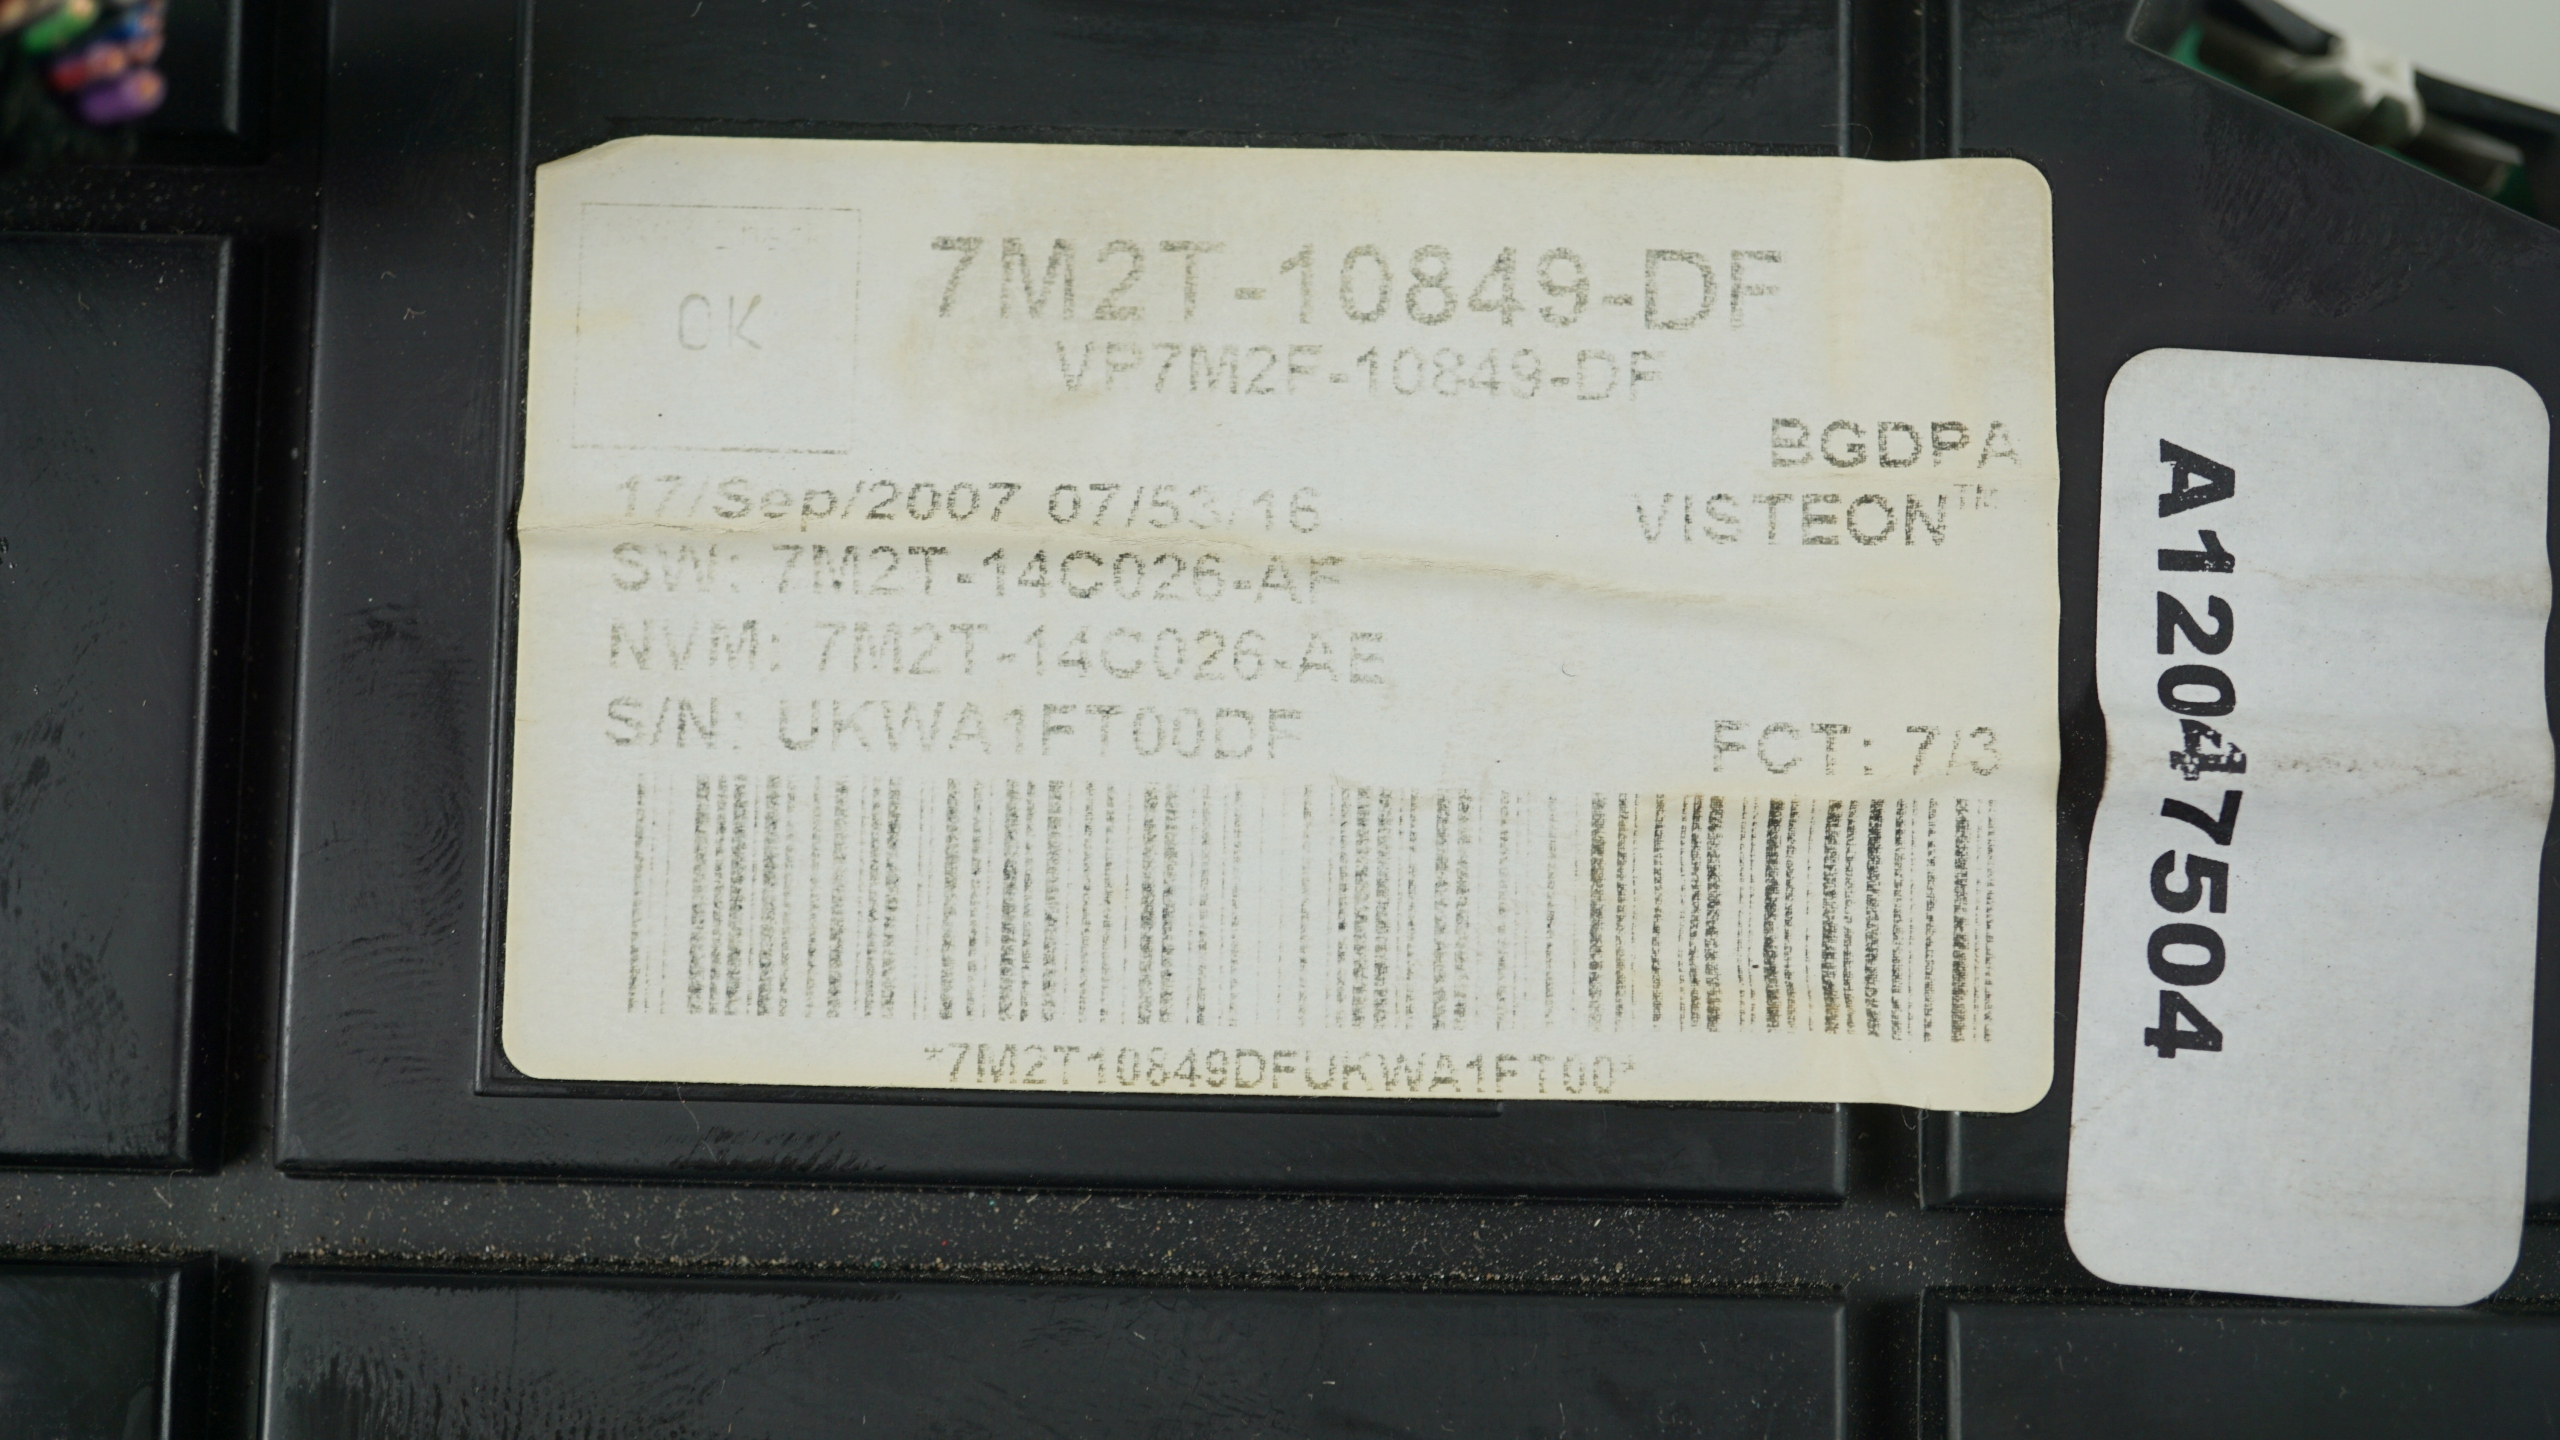 OK
7M2T-10849-DF
VP7M2F-10849-DF
BGDPA
17/Sep/2007 07/53/16
VISTEON™
SW: 7M2T-14C026-AF
NVM: 7M2T-14C026-AE
S/N: UKWA1FT00DF
FCT: 7/3
*7M2T10849DFUKWA1FT00*
A12047504